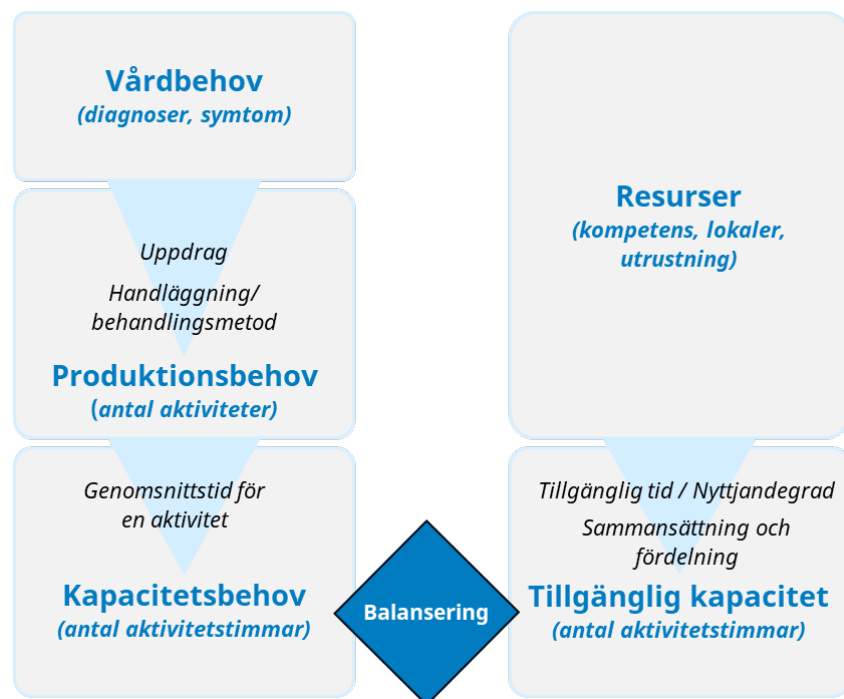 Vårdbehov
(diagnoser, symtom)
Uppdrag
Handläggning/
behandlingsmetod
Produktionsbehov
(antal aktiviteter)
Genomsnittstid för
en aktivitet
Kapacitetsbehov
(antal aktivitetstimmar)
Balansering
Resurser
(kompetens, lokaler,
utrustning)
Tillgänglig tid / Nyttjandegrad
Sammansättning och
fördelning
Tillgänglig kapacitet
(antal aktivitetstimmar)